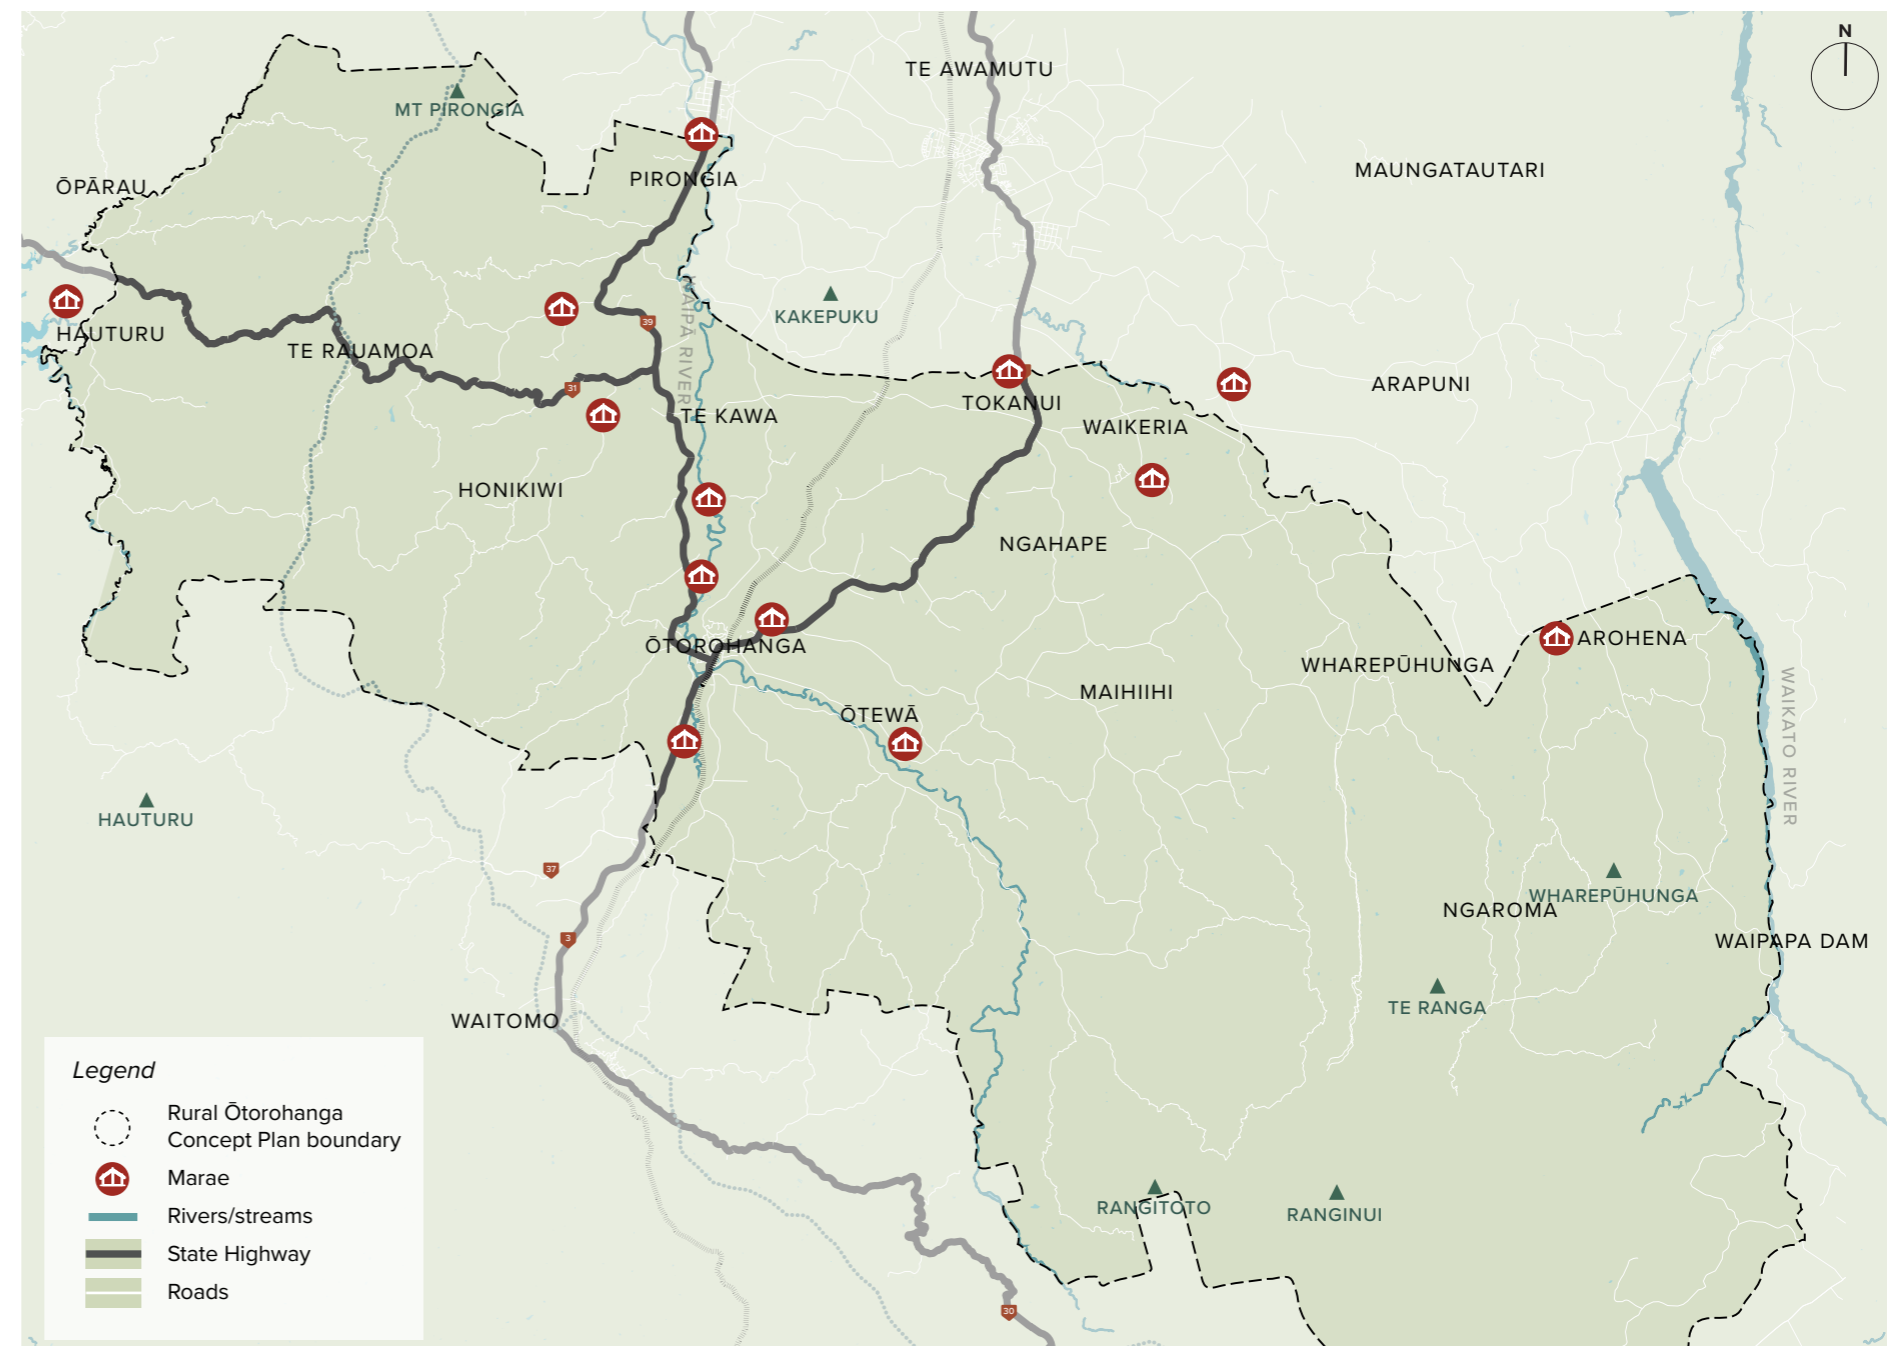 N
TE AWAMUTU
MT PIRONGIA
MAUNGATAUTARI
PIRONGIA
ŌPĀRAU
KAKEPUKU
39
WAIPĀ RIVER
HAUTURU
TE RAUAMOA
31
ARAPUNI
TOKANUI
TE KAWA
WAIKERIA
HONIKIWI
NGAHAPE
AROHENA
ŌTOROHANGA
WHAREPŪHUNGA
MAIHIIHI
ŌTEWĀ
WAIKATO RIVER
HAUTURU
37
WHAREPŪHUNGA
NGAROMA
3
WAIPAPA DAM
TE RANGA
WAITOMO
RANGITOTO
RANGINUI
30
Legend
Rural Ōtorohanga
Concept Plan boundary
Marae
Rivers/streams
State Highway
Roads